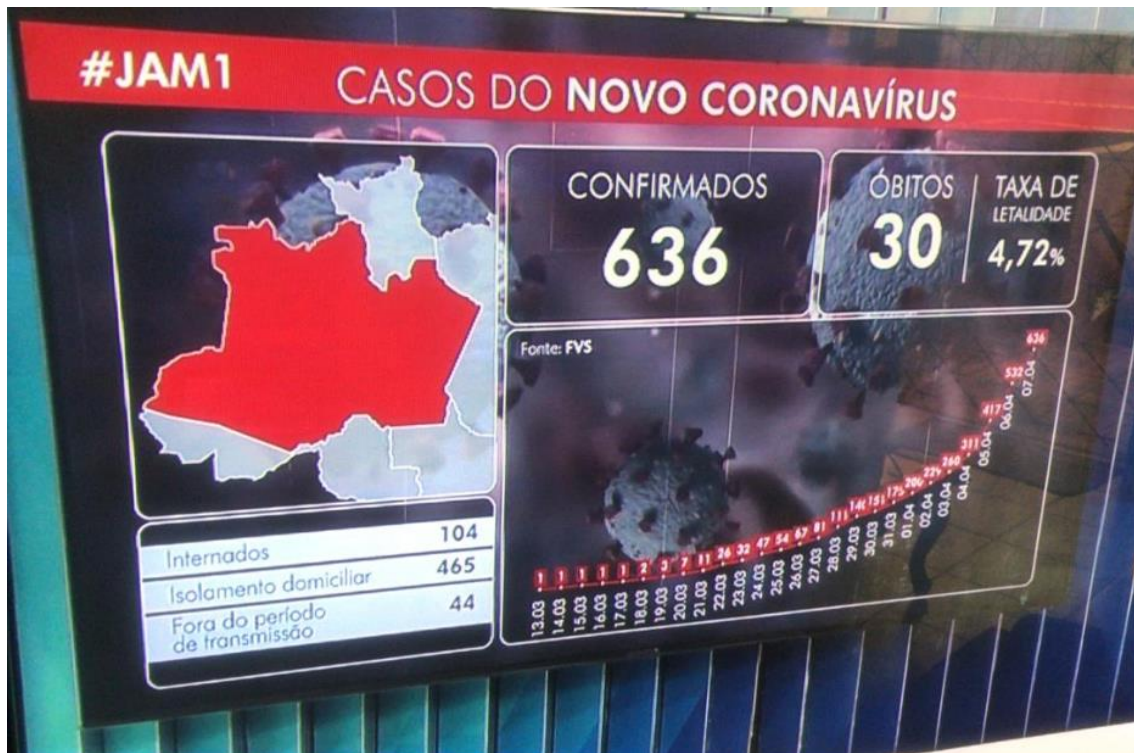 #JAM1
CASOS DO NOVO CORONAVÍRUS
CONFIRMADOS
636
ÓBITOS
30
TAXA DE
LETALIDADE
4,72%
Internados 104
Isolamento domiciliar 465
Fora do período 44
de transmissão
Fonte: FVS
1 1 1 1 1 2 3 7 11 26 32 47 54 67 81 111 175 260 311 417 532 636
13.03 14.03 15.03 16.03 17.03 18.03 19.03 20.03 21.03 22.03 23.03 24.03 25.03 26.03 27.03 28.03 29.03 30.03 31.03 01.04 02.04 03.04 04.04 05.04 06.04 07.04